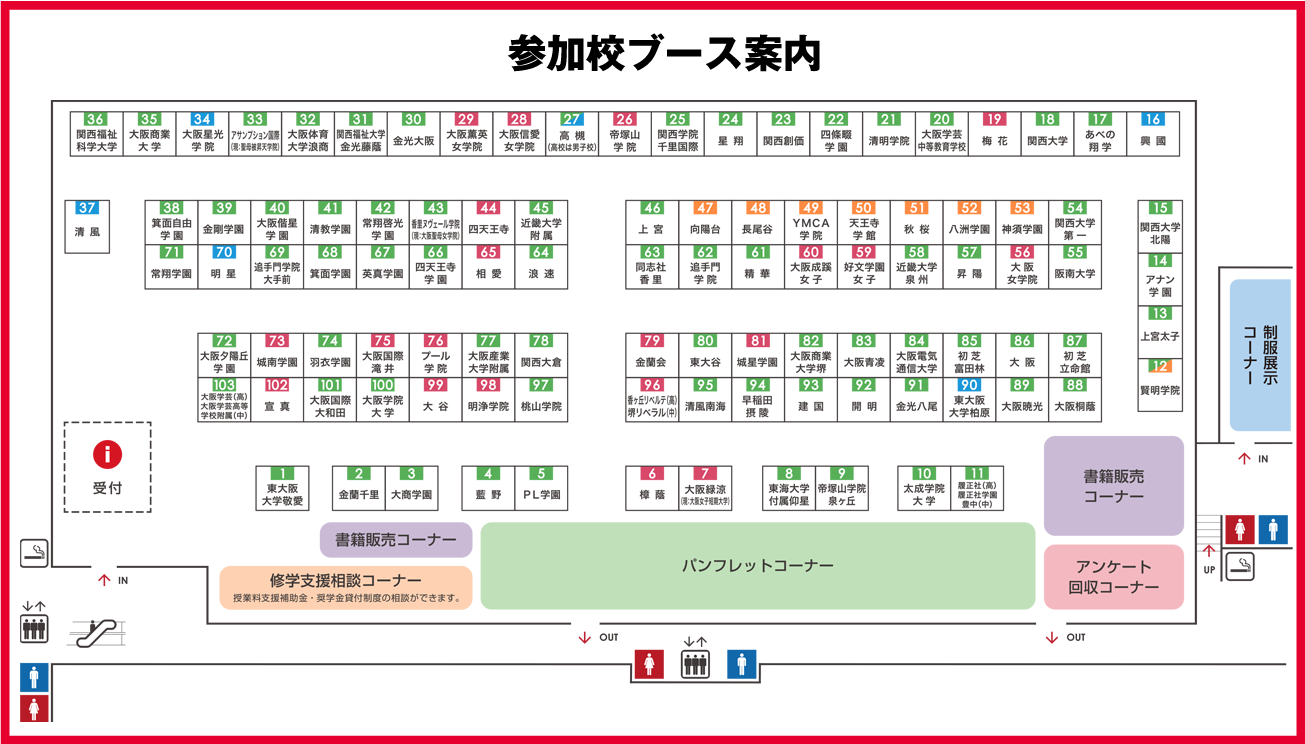 参加校ブース案内
36
関西福祉
科学大学
35
大阪商業
大学
34
大阪星光
学院
33
アサンプション国際
(現:聖母被昇天学院)
32
大阪体育
大学浪商
31
関西福祉大学
金光藤蔭
30
金光大阪
29
大阪薫英
女学院
28
大阪信愛
女学院
27
高槻
(高校は男子校)
26
帝塚山
学院
25
関西学院
千里国際
24
星翔
23
関西創価
22
四條畷
学園
21
清明学院
20
大阪学芸
中等教育学校
19
梅花
18
関西大学
17
あべの
翔学
16
興國
37
清風
38
箕面自由
学園
39
金剛学園
40
大阪偕星
学園
41
清教学園
42
常翔啓光
学園
43
香里ヌヴェール学院
(現:大阪聖母女学院)
44
四天王寺
45
近畿大学
附属
71
常翔学園
70
明星
69
追手門学院
大手前
68
箕面学園
67
英真学園
66
四天王寺
学園
65
相愛
64
浪速
46
上宮
47
向陽台
48
長尾谷
49
YMCA
学院
50
天王寺
学館
51
秋桜
52
八洲学園
53
神須学園
54
関西大学
第一
63
同志社
香里
62
追手門
学院
61
精華
60
大阪成蹊
女子
59
好文学園
女子
58
近畿大学
泉州
57
昇陽
56
大阪
女学院
55
阪南大学
15
関西大学
北陽
14
アナン
学園
13
上宮太子
12
賢明学院
72
大阪夕陽丘
学園
73
城南学園
74
羽衣学園
75
大阪国際
滝井
76
プール
学院
77
大阪産業
大学附属
78
関西大倉
103
大阪学芸(高)
大阪学芸高等
学校附属(中)
102
宣真
101
大阪国際
大和田
100
大阪学院
大学
99
大谷
98
明浄学院
97
桃山学院
79
金蘭会
80
東大谷
81
城星学園
82
大阪商業
大学堺
83
大阪青凌
84
大阪電気
通信大学
85
初芝
富田林
86
大阪
87
初芝
立命館
96
香ヶ丘リベルテ(高)
堺リベラル(中)
95
清風南海
94
早稲田
摂陵
93
建国
92
開明
91
金光八尾
90
東大阪
大学柏原
89
大阪暁光
88
大阪桐蔭
制服展示
コーナー
IN
i
受付
1
東大阪
大学敬愛
2
金蘭千里
3
大商学園
4
藍野
5
PL学園
6
樟蔭
7
大阪緑涼
(現:大阪女子短期大学)
8
東海大学
付属仰星
9
帝塚山学院
泉ヶ丘
10
太成学院
大学
11
履正社(高)
履正社学園
豊中(中)
書籍販売
コーナー
書籍販売コーナー
修学支援相談コーナー
授業料支援補助金・奨学金貸付制度の相談ができます。
パンフレットコーナー
アンケート
回収コーナー
UP
IN
OUT
OUT